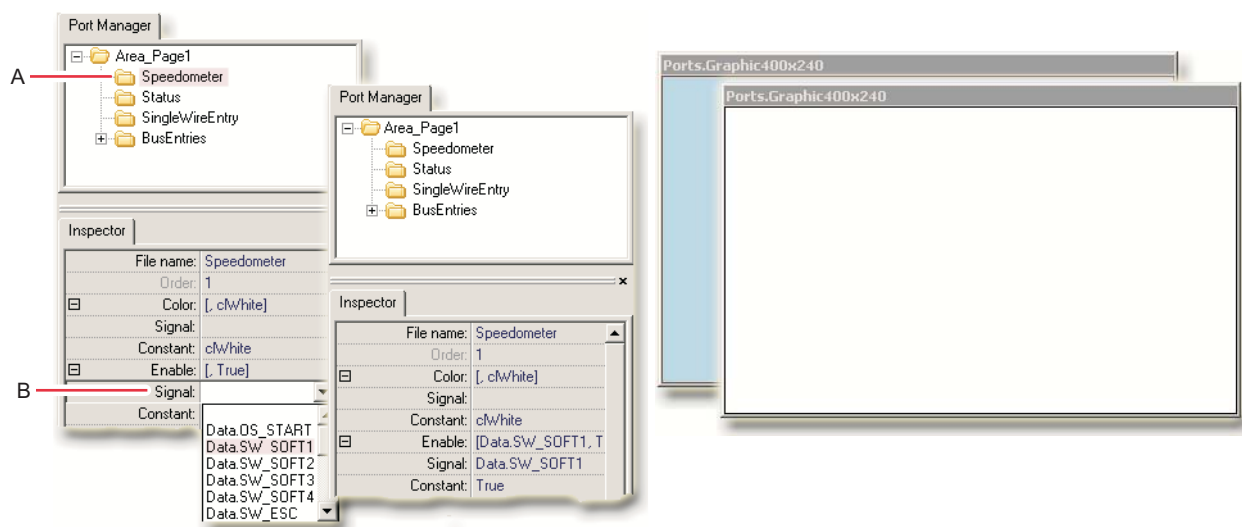 Port Manager
A
Area_Page1
Speedometer
Status
SingleWireEntry
BusEntries
Inspector
File name: Speedometer
Order: 1
Color: [, clWhite]
Signal:
Constant: clWhite
Enable: [, True]
B
Signal:
Constant:
Data.OS_START
Data.SW_SOFT1
Data.SW_SOFT2
Data.SW_SOFT3
Data.SW_SOFT4
Data.SW_ESC
Port Manager
Area_Page1
Speedometer
Status
SingleWireEntry
BusEntries
Inspector
File name: Speedometer
Order: 1
Color: [, clWhite]
Signal:
Constant: clWhite
Enable: [Data.SW_SOFT1, T
Signal: Data.SW_SOFT1
Constant: True
Ports.Graphic400x240
Ports.Graphic400x240